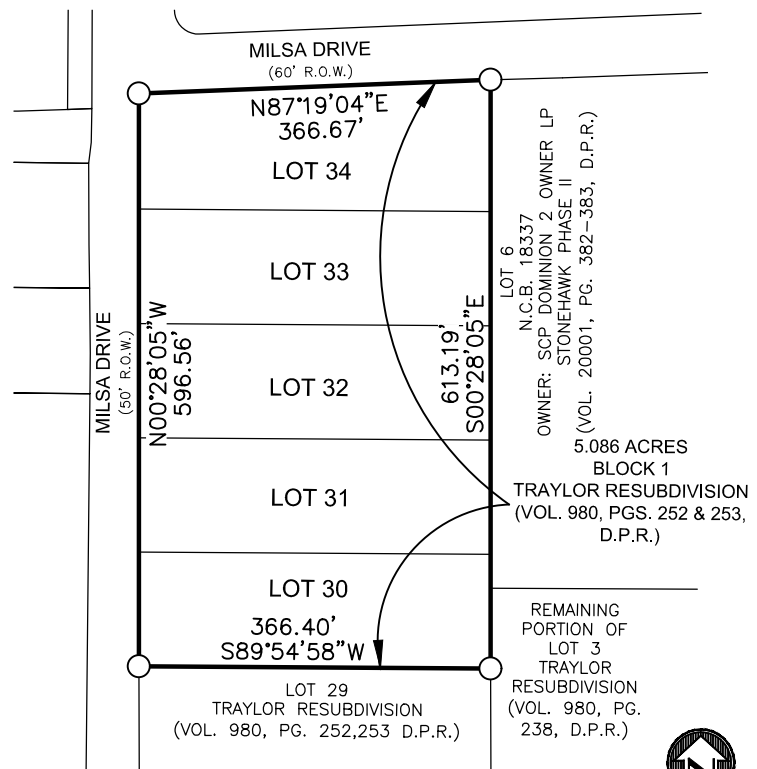 MILSA DRIVE
(60' R.O.W.)
N87°19'04"E
366.67'
LOT 34
LOT 33
LOT 32
LOT 31
LOT 30
366.40'
S89°54'58"W
MILSA DRIVE
(50' R.O.W.)
N00°28'05"W
596.56'
613.19'
S00°28'05"E
LOT 6
N.C.B. 18337
OWNER: SCP DOMINION 2 OWNER LP
STONEHAWK PHASE II
(VOL. 20001, PG. 382-383, D.P.R.)
5.086 ACRES
BLOCK 1
TRAYLOR RESUBDIVISION
(VOL. 980, PGS. 252 & 253,
D.P.R.)
REMAINING
PORTION OF
LOT 3
TRAYLOR
RESUBDIVISION
(VOL. 980, PG.
238, D.P.R.)
LOT 29
TRAYLOR RESUBDIVISION
(VOL. 980, PG. 252,253 D.P.R.)